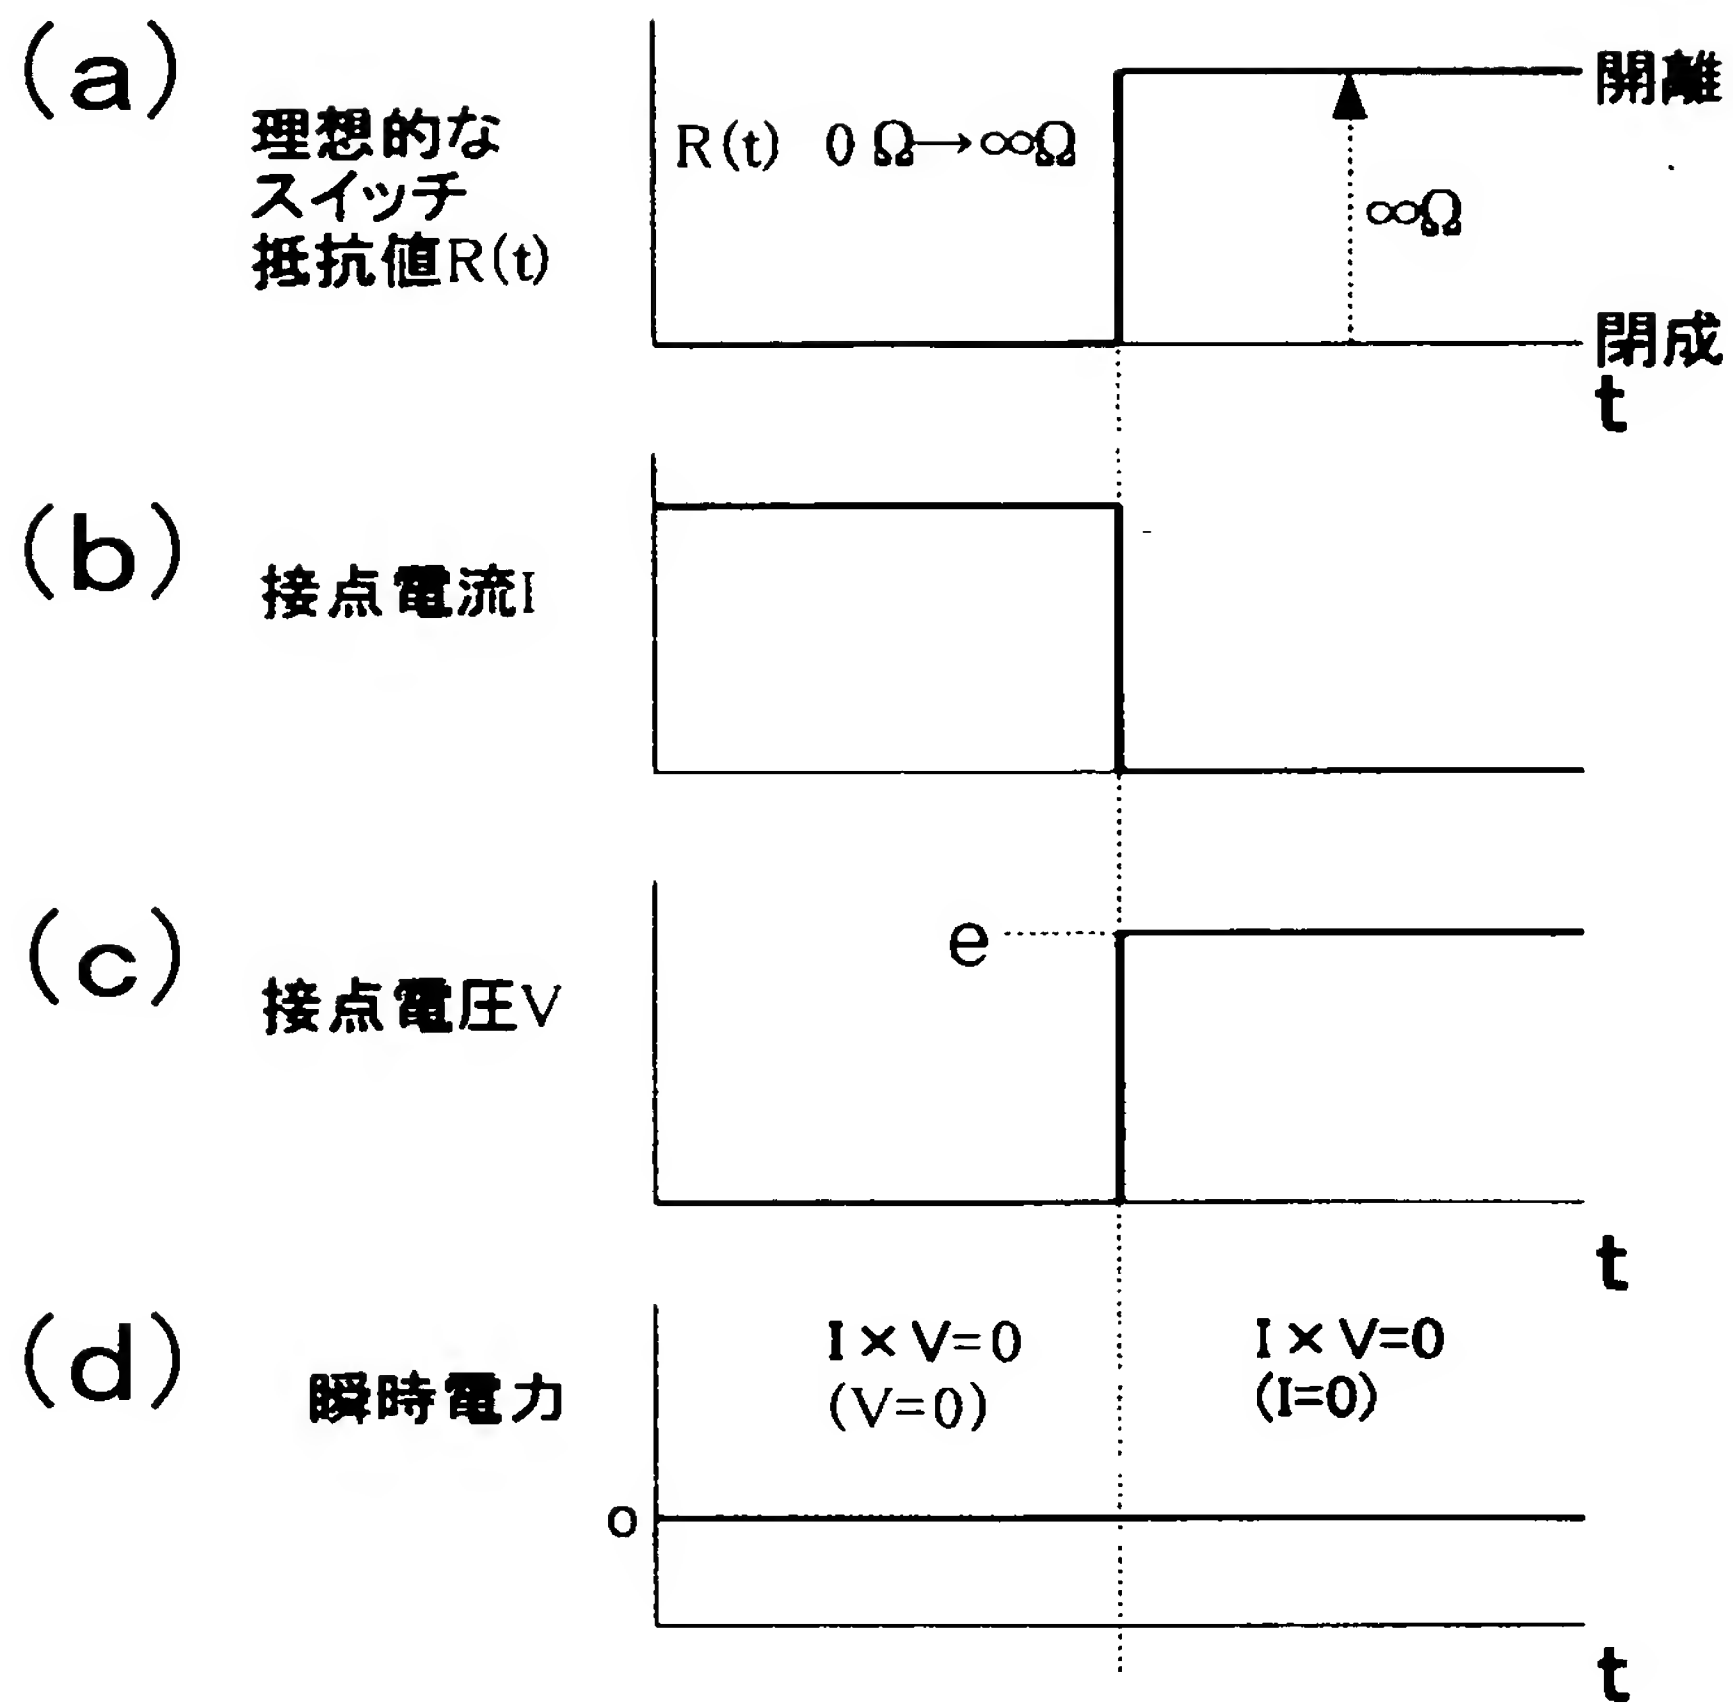 (a)
理想的な
スイッチ
抵抗値R(t)
R(t) 0Ω→∞Ω
∞Ω
開離
閉成
t
(b)
接点電流I
(c)
接点電圧V
e
t
(d)
瞬時電力
I×V=0
(V=0)
I×V=0
(I=0)
0
t